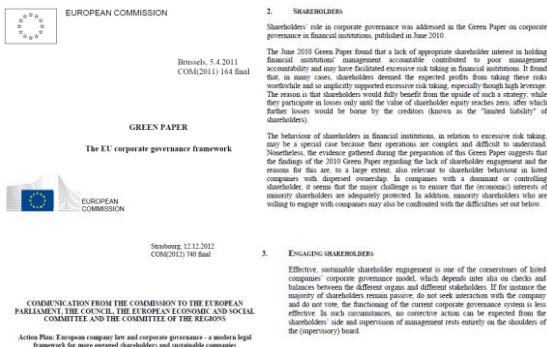 EUROPEAN COMMISSION
Brussels, 5.4.2011
COM(2011) 164 final
GREEN PAPER
The EU corporate governance framework
2. SHAREHOLDERS
Shareholders' role in corporate governance was addressed in the Green Paper on corporate
governance in financial institutions, published in June 2010.
The June 2010 Green Paper found that a lack of appropriate shareholder interest in holding
financial institutions' management accountable contributed to poor management
accountability and may have facilitated excessive risk taking in financial institutions. It found
that, in many cases, shareholders deemed the expected profits from taking these risks
worthwhile and so implicitly supported excessive risk taking, especially though high leverage.
The reason is that shareholders would fully benefit from the upside of such a strategy, while
they participate in losses only until the value of shareholder equity reaches zero, after which
further losses would be borne by the creditors (known as the "limited liability" of
shareholders).
The behaviour of shareholders in financial institutions, in relation to excessive risk taking,
may be a special case because their operations are complex and difficult to understand.
Nonetheless, the evidence gathered during the preparation of this Green Paper suggests that
the findings of the 2010 Green Paper regarding the lack of shareholder engagement and the
reasons for this are, to a large extent, also relevant to shareholder behaviour in listed
companies with dispersed ownership. In companies with a dominant or controlling
shareholder, it seems that the major challenge is to ensure that the (economic) interests of
minority shareholders are adequately protected. In addition, minority shareholders who are
willing to engage with companies may also be confronted with the difficulties set out below.
EUROPEAN
COMMISSION
Strasbourg, 12.12.2012
COM(2012) 740 final
COMMUNICATION FROM THE COMMISSION TO THE EUROPEAN
PARLIAMENT, THE COUNCIL, THE EUROPEAN ECONOMIC AND SOCIAL
COMMITTEE AND THE COMMITTEE OF THE REGIONS
Action Plan: European company law and corporate governance - a modern legal
framework for more engaged shareholders and sustainable companies
3. ENGAGING SHAREHOLDERS
Effective, sustainable shareholder engagement is one of the cornerstones of listed
companies' corporate governance model, which depends inter alia on checks and
balances between the different organs and different stakeholders. If for instance the
majority of shareholders remain passive, do not seek interaction with the company
and do not vote, the functioning of the current corporate governance system is less
effective. In such circumstances, no corrective action can be expected from the
shareholders' side and supervision of management rests entirely on the shoulders of
the (supervisory) board.